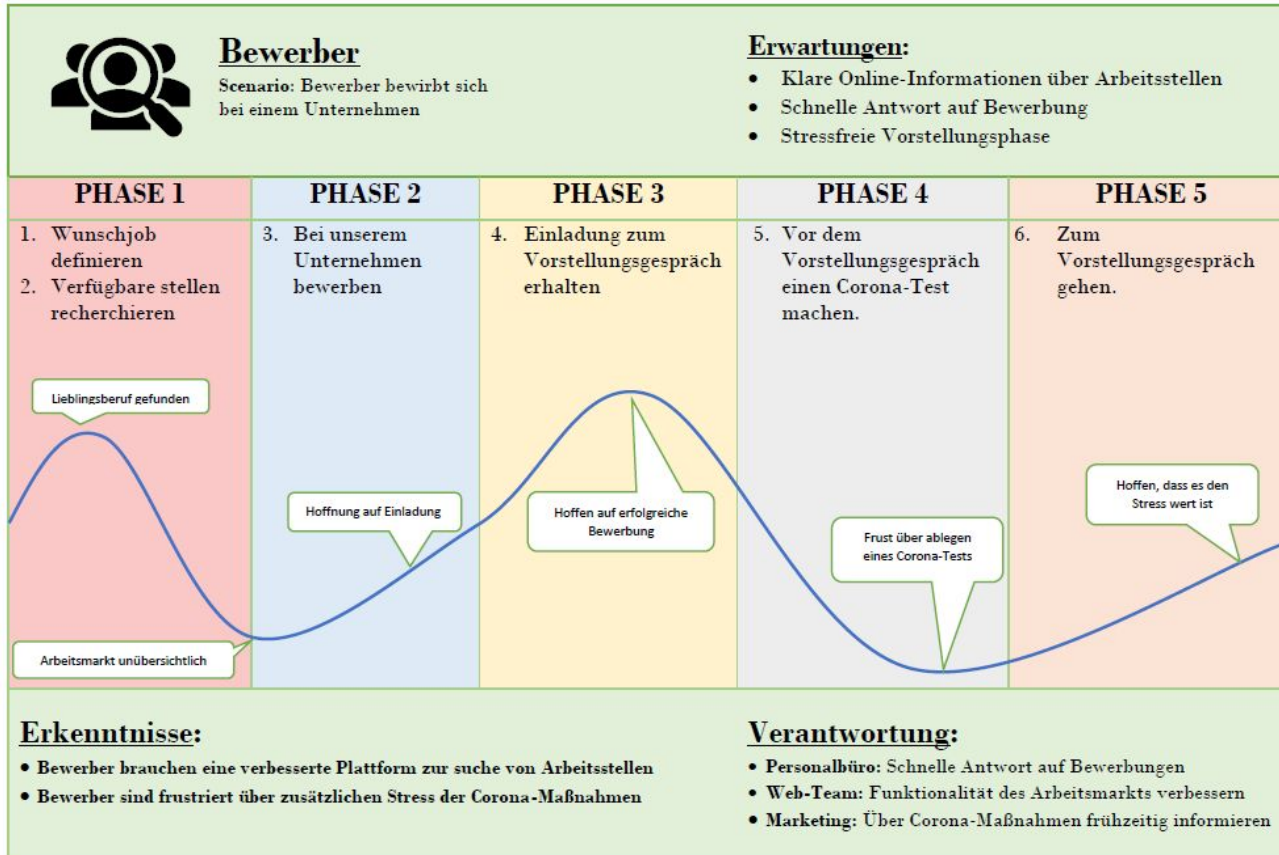 Bewerber
Scenario: Bewerber bewirbt sich
bei einem Unternehmen
Erwartungen:
• Klare Online-Informationen über Arbeitsstellen
• Schnelle Antwort auf Bewerbung
• Stressfreie Vorstellungsphase
PHASE 1
1. Wunschjob
definieren
2. Verfügbare stellen
recherchieren
Lieblingsberuf gefunden
Arbeitsmarkt unübersichtlich
PHASE 2
3. Bei unserem
Unternehmen
bewerben
Hoffnung auf Einladung
PHASE 3
4. Einladung zum
Vorstellungsgespräch
erhalten
Hoffen auf erfolgreiche
Bewerbung
PHASE 4
5. Vor dem
Vorstellungsgespräch
einen Corona-Test
machen.
Frust über ablegen
eines Corona-Tests
PHASE 5
6. Zum
Vorstellungsgespräch
gehen.
Hoffen, dass es den
Stress wert ist
Erkenntnisse:
• Bewerber brauchen eine verbesserte Plattform zur suche von Arbeitsstellen
• Bewerber sind frustriert über zusätzlichen Stress der Corona-Maßnahmen
Verantwortung:
• Personalbüro: Schnelle Antwort auf Bewerbungen
• Web-Team: Funktionalität des Arbeitsmarkts verbessern
• Marketing: Über Corona-Maßnahmen frühzeitig informieren